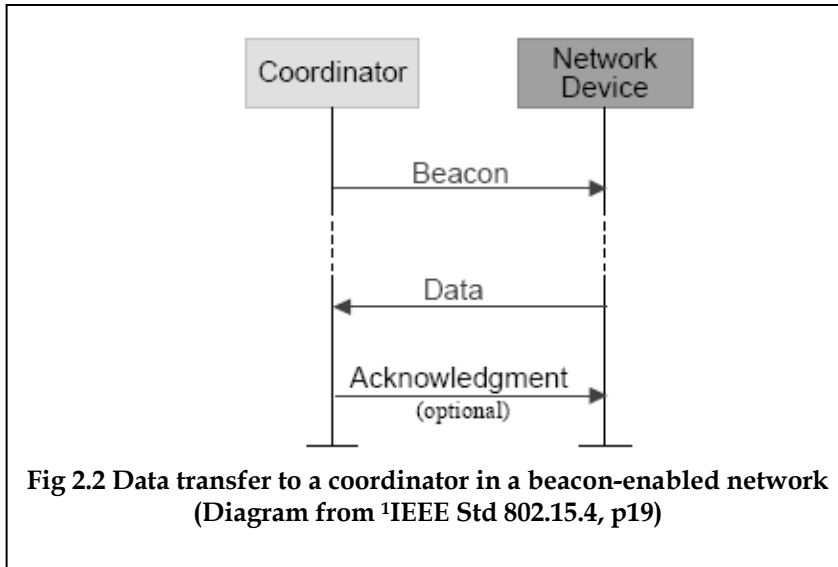 Coordinator
Network
Device
Beacon
Data
Acknowledgment
(optional)
Fig 2.2 Data transfer to a coordinator in a beacon-enabled network
(Diagram from ¹IEEE Std 802.15.4, p19)